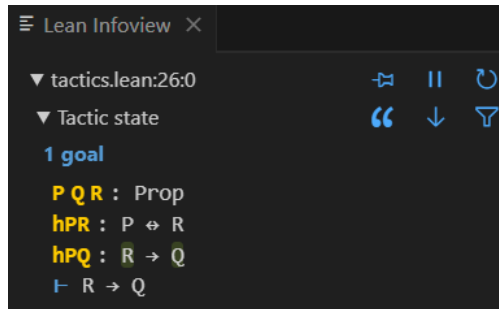 Lean Infoview
▼ tactics.lean:26:0
▼ Tactic state
1 goal
P Q R : Prop
hPR : P ↔ R
hPQ : R → Q
⊢ R → Q